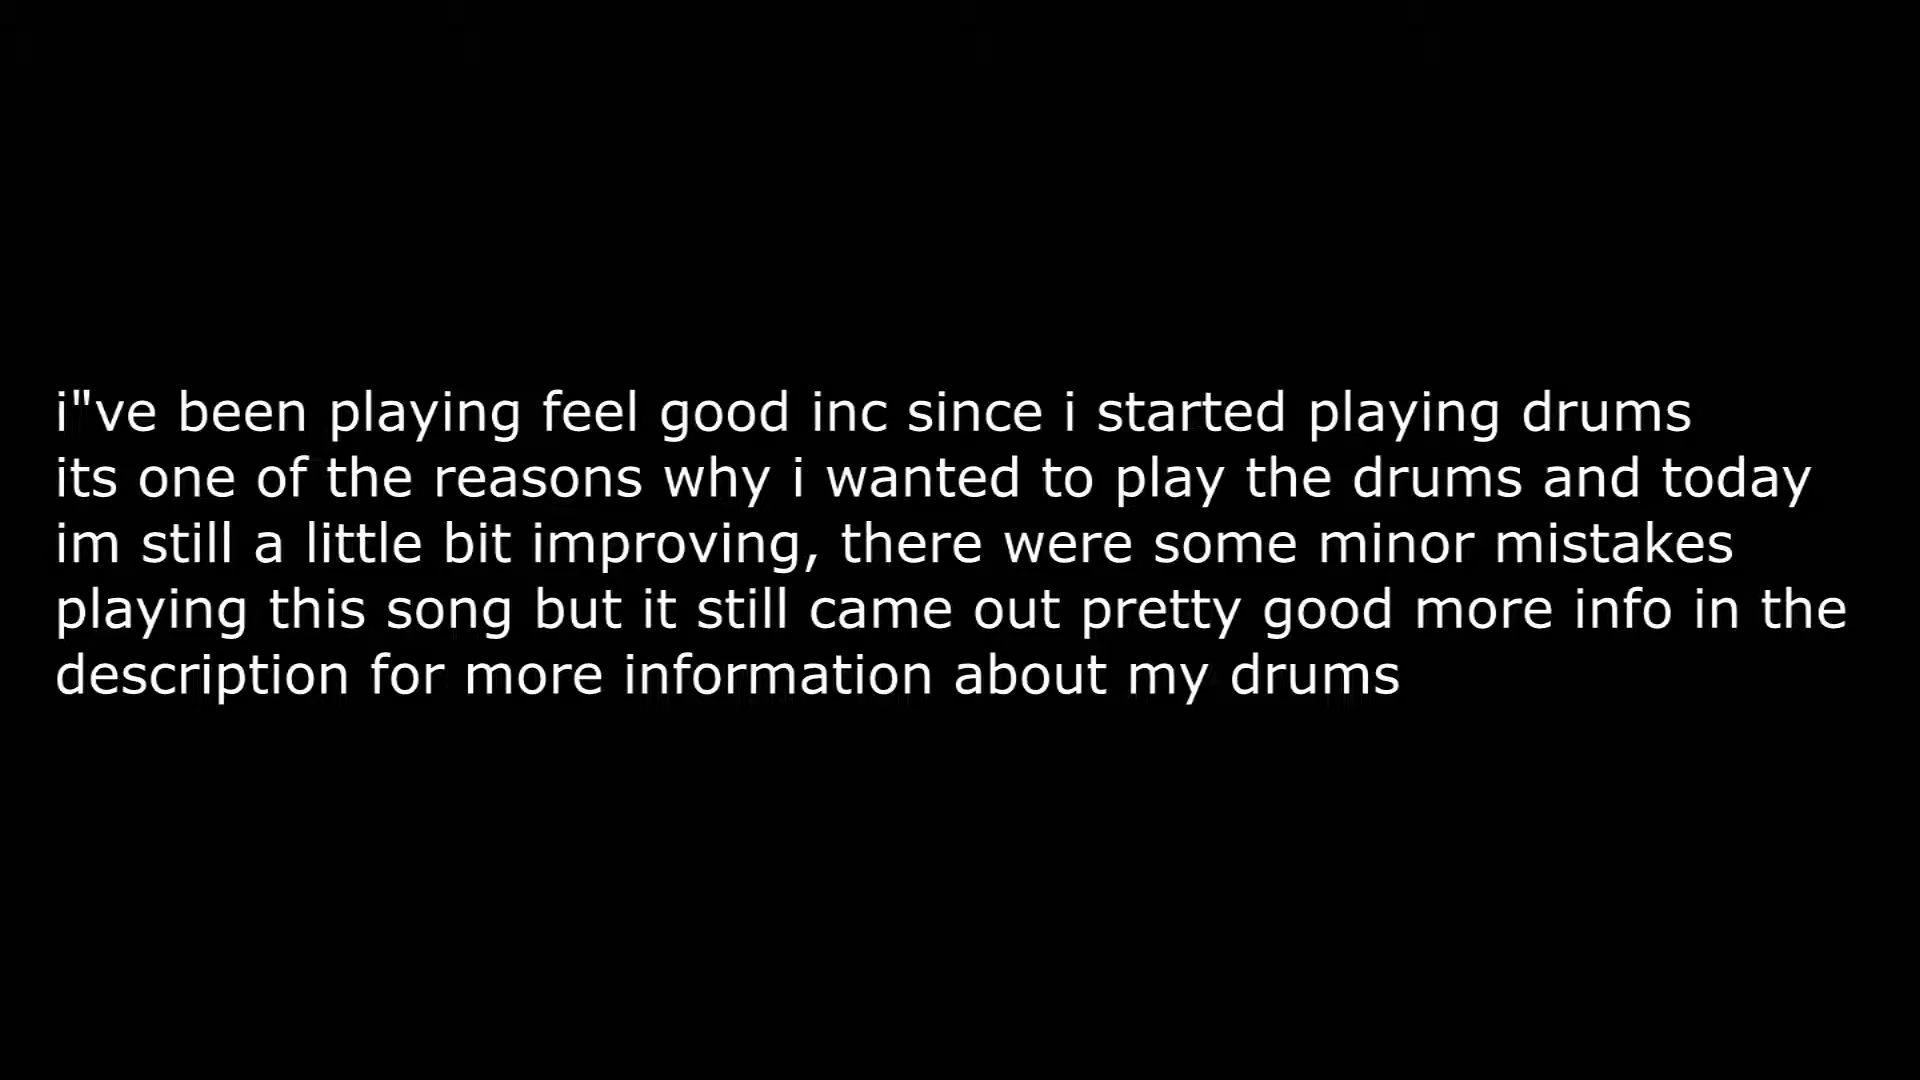 i"ve been playing feel good inc since i started playing drums
its one of the reasons why i wanted to play the drums and today
im still a little bit improving, there were some minor mistakes
playing this song but it still came out pretty good more info in the
description for more information about my drums